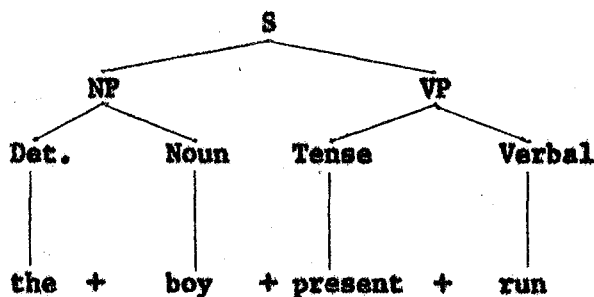 S
NP VP
Det. Noun Tense Verbal
the + boy + present + run